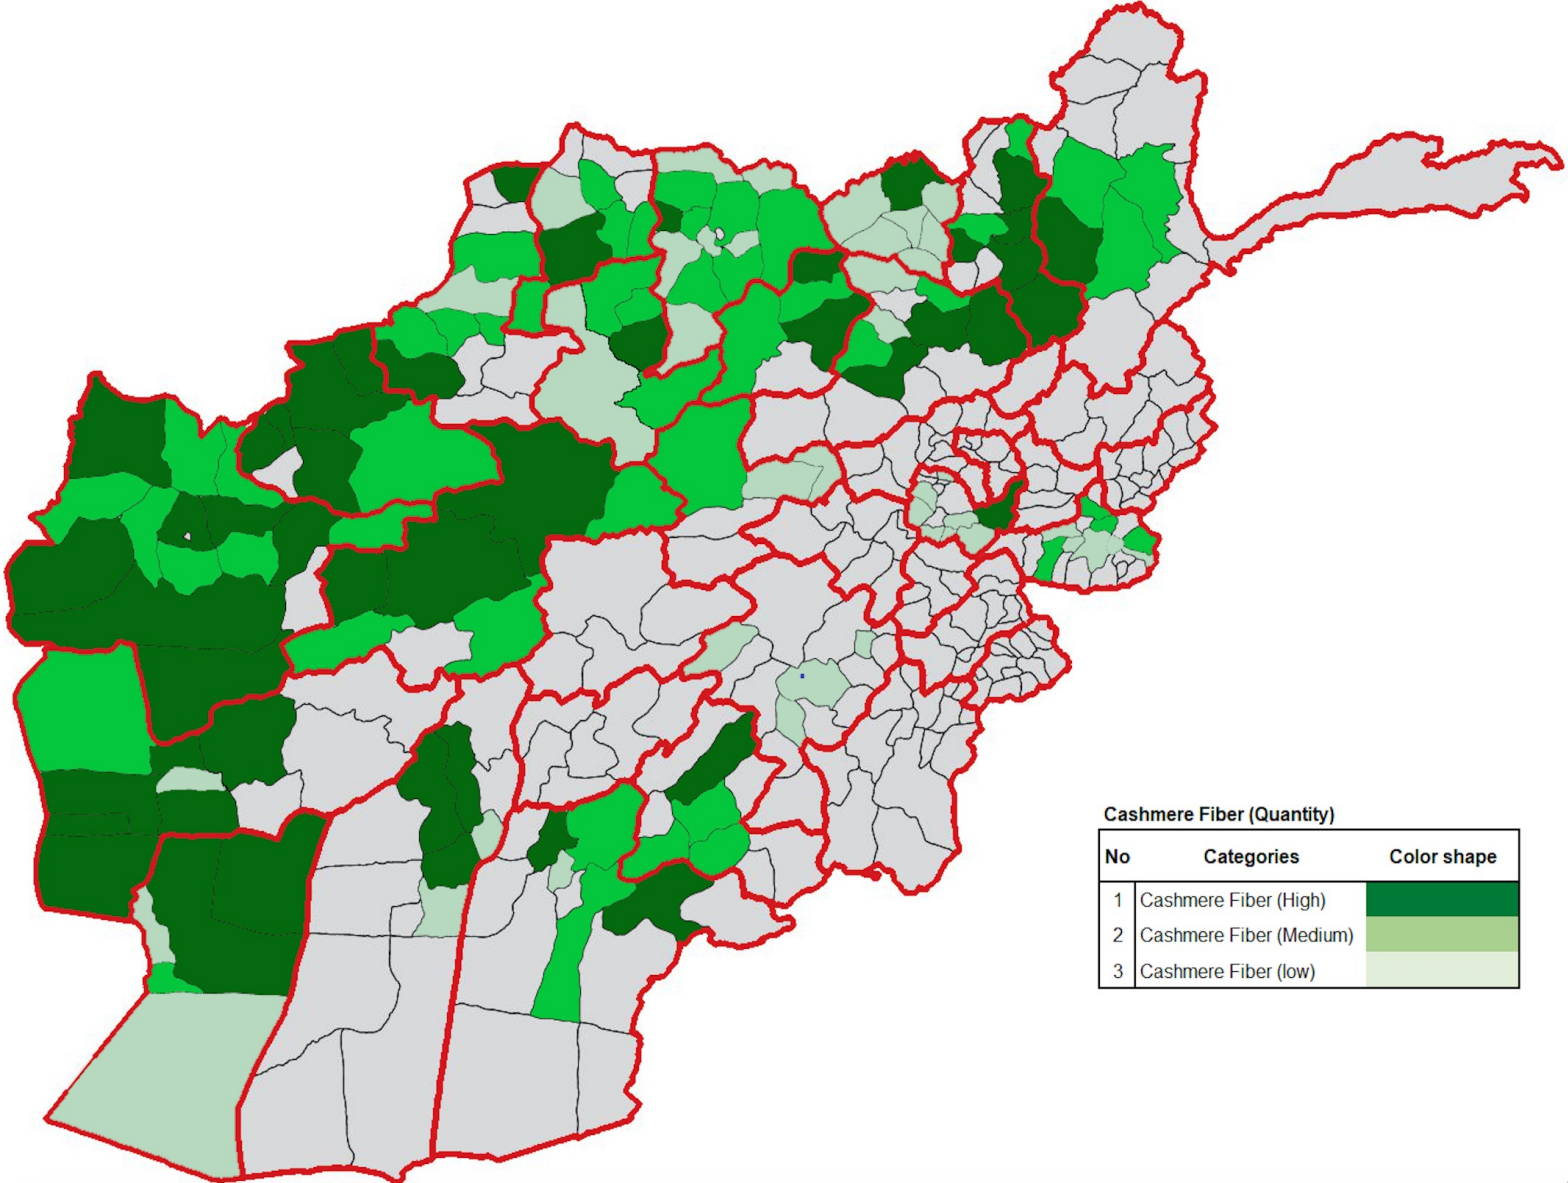 Cashmere Fiber (Quantity)
No Categories Color shape
1 Cashmere Fiber (High)
2 Cashmere Fiber (Medium)
3 Cashmere Fiber (low)